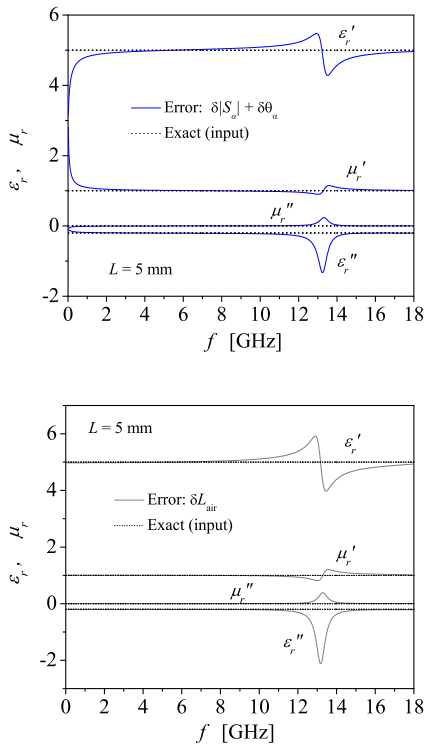 6
εr′
4
Error: δ|Sα| + δθα
Exact (input)
εr , μr
2
μr′
μr″
0
εr″
L = 5 mm
-2
0 2 4 6 8 10 12 14 16 18
f [GHz]
L = 5 mm
εr′
6
4
Error: δLair
Exact (input)
εr , μr
2
μr′
μr″
0
εr″
-2
0 2 4 6 8 10 12 14 16 18
f [GHz]